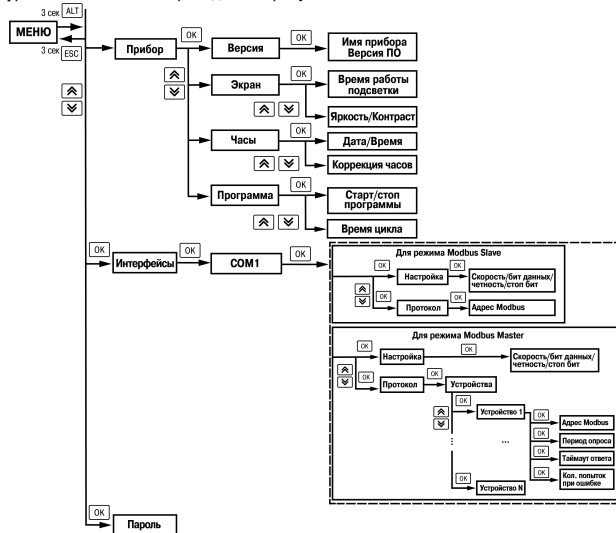 3 сек ALT
МЕНЮ
3 сек ESC
OK
Прибор
OK
Версия
OK
Имя прибора
Версия ПО
Экран
OK
Время работы
подсветки
Яркость/Контраст
Часы
OK
Дата/Время
Коррекция часов
Программа
OK
Старт/стоп
программы
Время цикла
OK
Интерфейсы
OK
COM1
OK
Для режима Modbus Slave
OK
Настройка
OK
Скорость/бит данных/
четность/стоп бит
OK
Протокол
OK
Адрес Modbus
Для режима Modbus Master
OK
Настройка
OK
Скорость/бит данных/
четность/стоп бит
OK
Протокол
OK
Устройства
OK
Устройство 1
OK
Адрес Modbus
OK
Период опроса
OK
Таймаут ответа
OK
Кол. попыток
при ошибке
...
OK
Устройство N
OK
Пароль